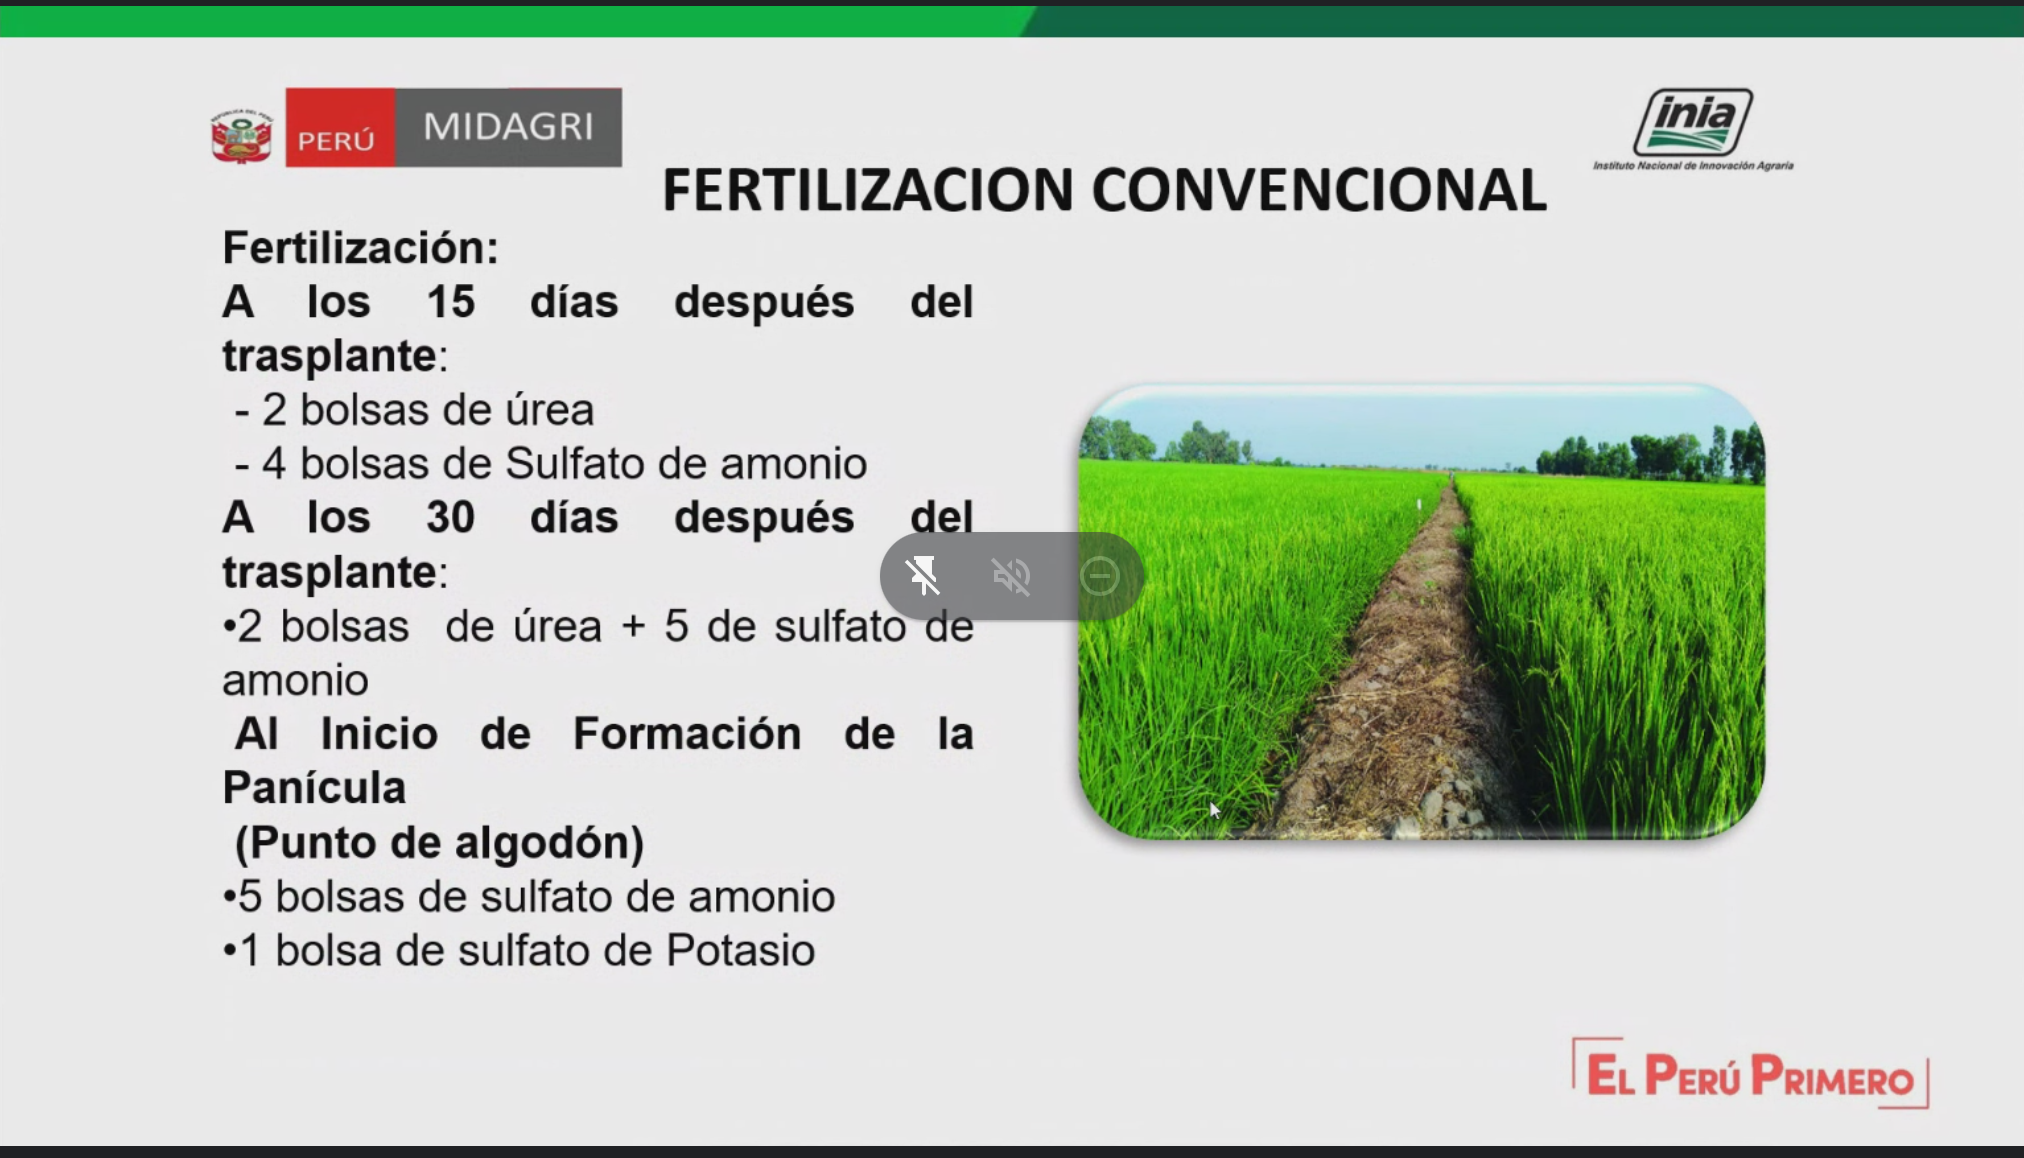 PERÚ
MIDAGRI
inia
Instituto Nacional de Innovación Agraria
FERTILIZACION CONVENCIONAL
Fertilización:
A los 15 días después del
trasplante:
- 2 bolsas de úrea
- 4 bolsas de Sulfato de amonio
A los 30 días después del
trasplante:
•2 bolsas de úrea + 5 de sulfato de
amonio
Al Inicio de Formación de la
Panícula
(Punto de algodón)
•5 bolsas de sulfato de amonio
•1 bolsa de sulfato de Potasio
EL PERÚ PRIMERO